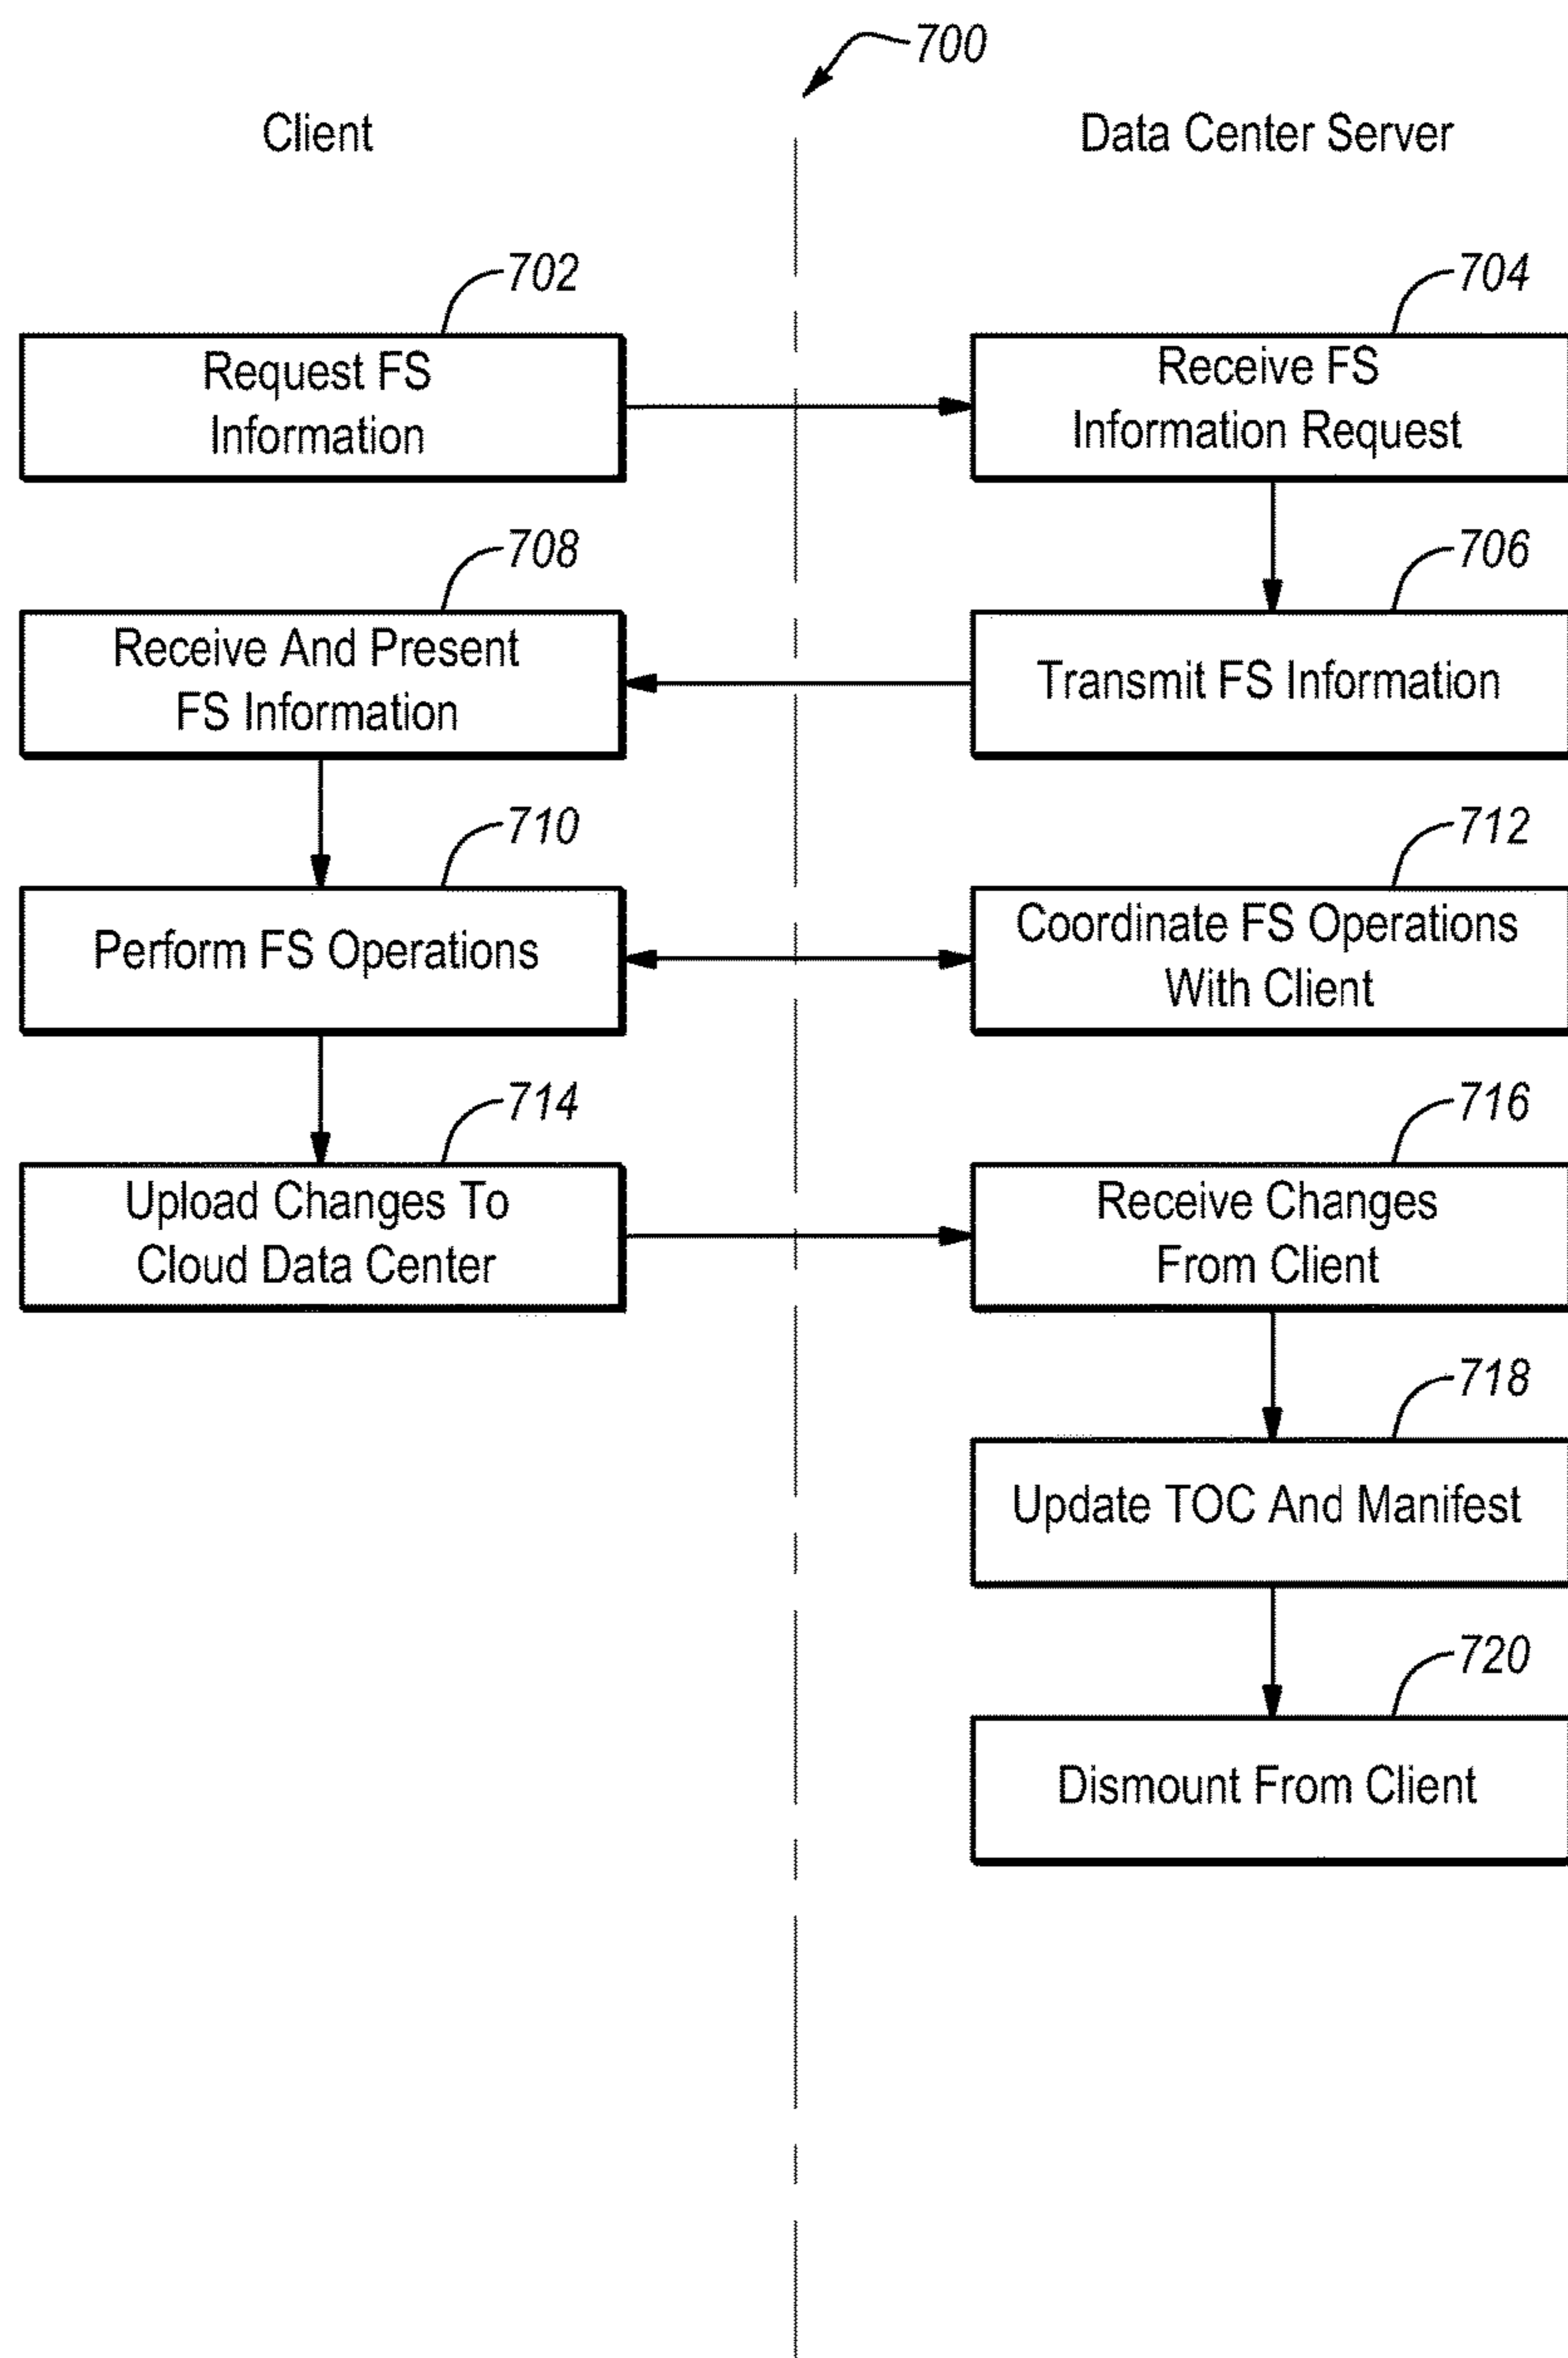 700
Client
Data Center Server
702
704
Request FS
Information
Receive FS
Information Request
708
706
Receive And Present
FS Information
Transmit FS Information
710
712
Perform FS Operations
Coordinate FS Operations
With Client
714
716
Upload Changes To
Cloud Data Center
Receive Changes
From Client
718
Update TOC And Manifest
720
Dismount From Client